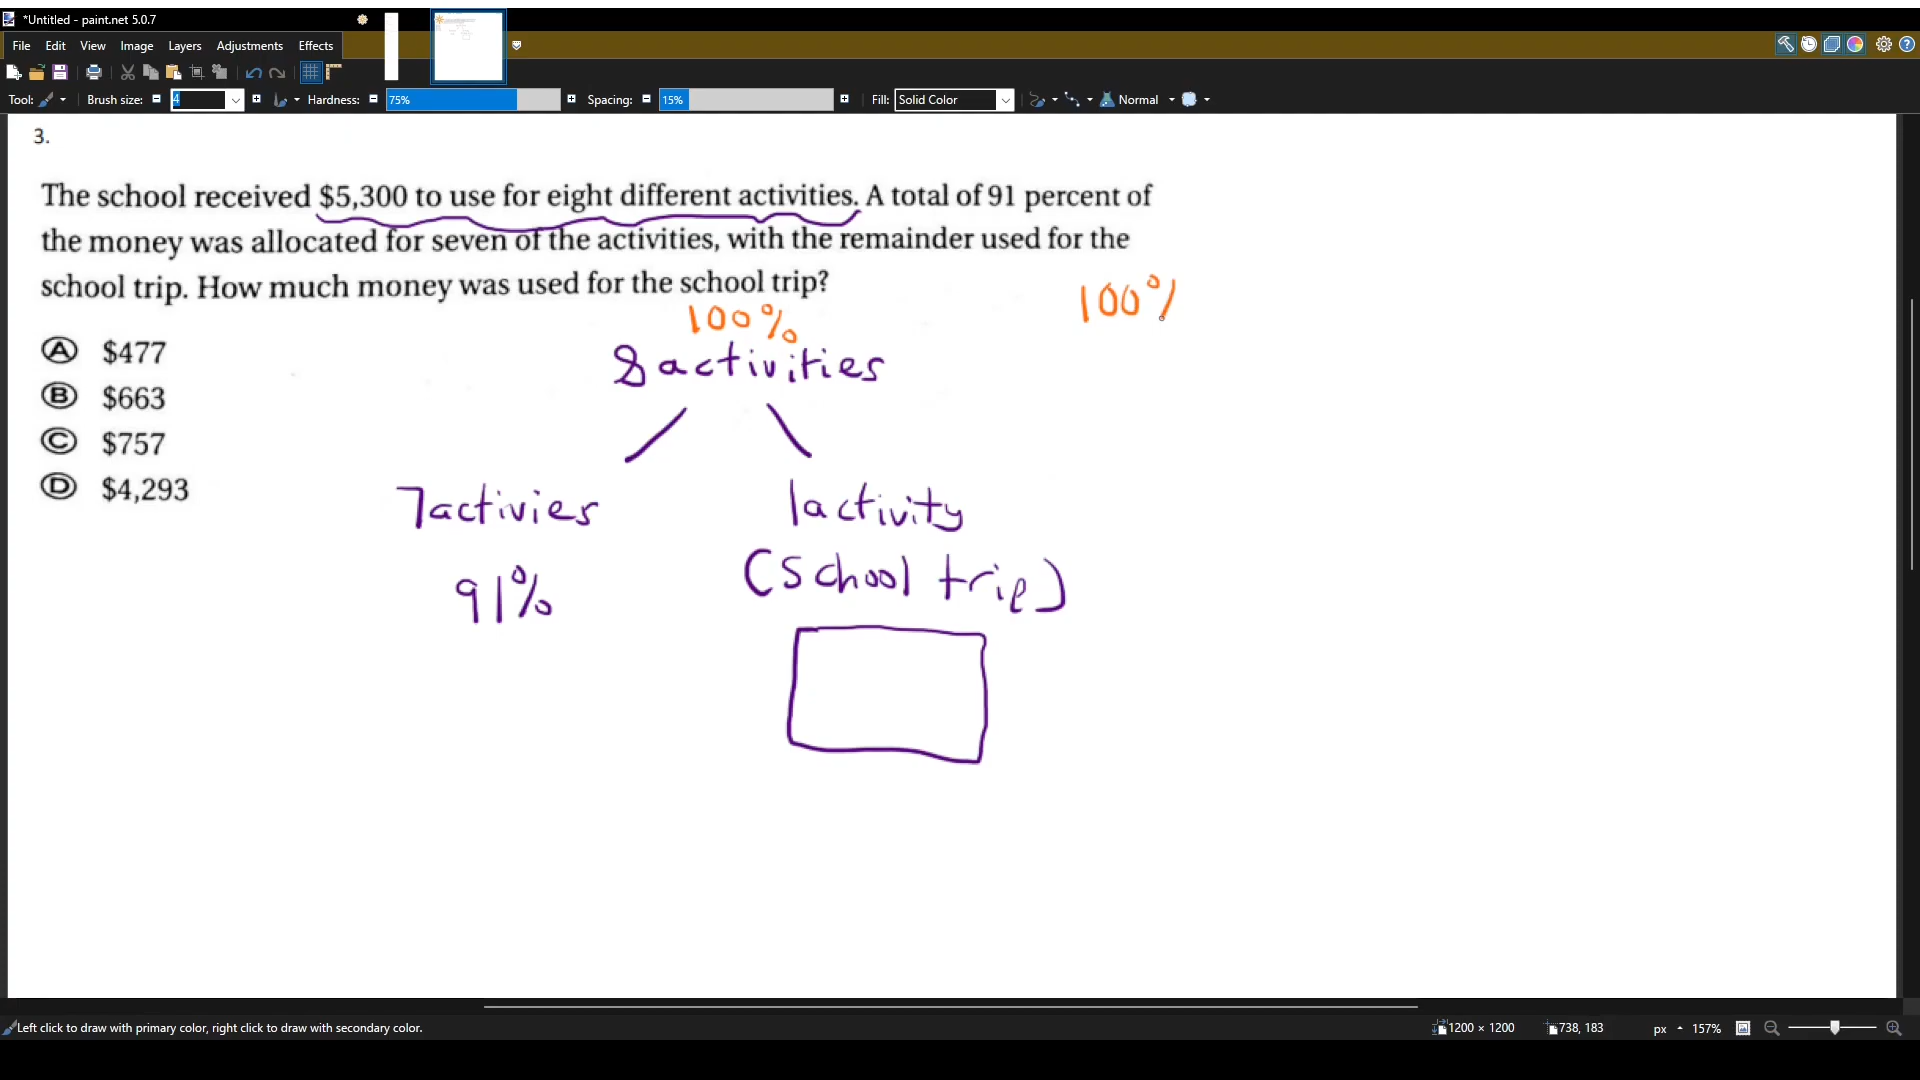 *Untitled - paint.net 5.0.7
File Edit View Image Layers Adjustments Effects
Tool: Brush size: 4 Hardness: 75% Spacing: 15% Fill: Solid Color Normal
3.
The school received $5,300 to use for eight different activities. A total of 91 percent of
the money was allocated for seven of the activities, with the remainder used for the
school trip. How much money was used for the school trip?
100%
100%
8 activities
A $477
B $663
C $757
D $4,293
7 activies
1 activity
(School trip)
91%
Left click to draw with primary color, right click to draw with secondary color.
1200 × 1200 738, 183 px 157%